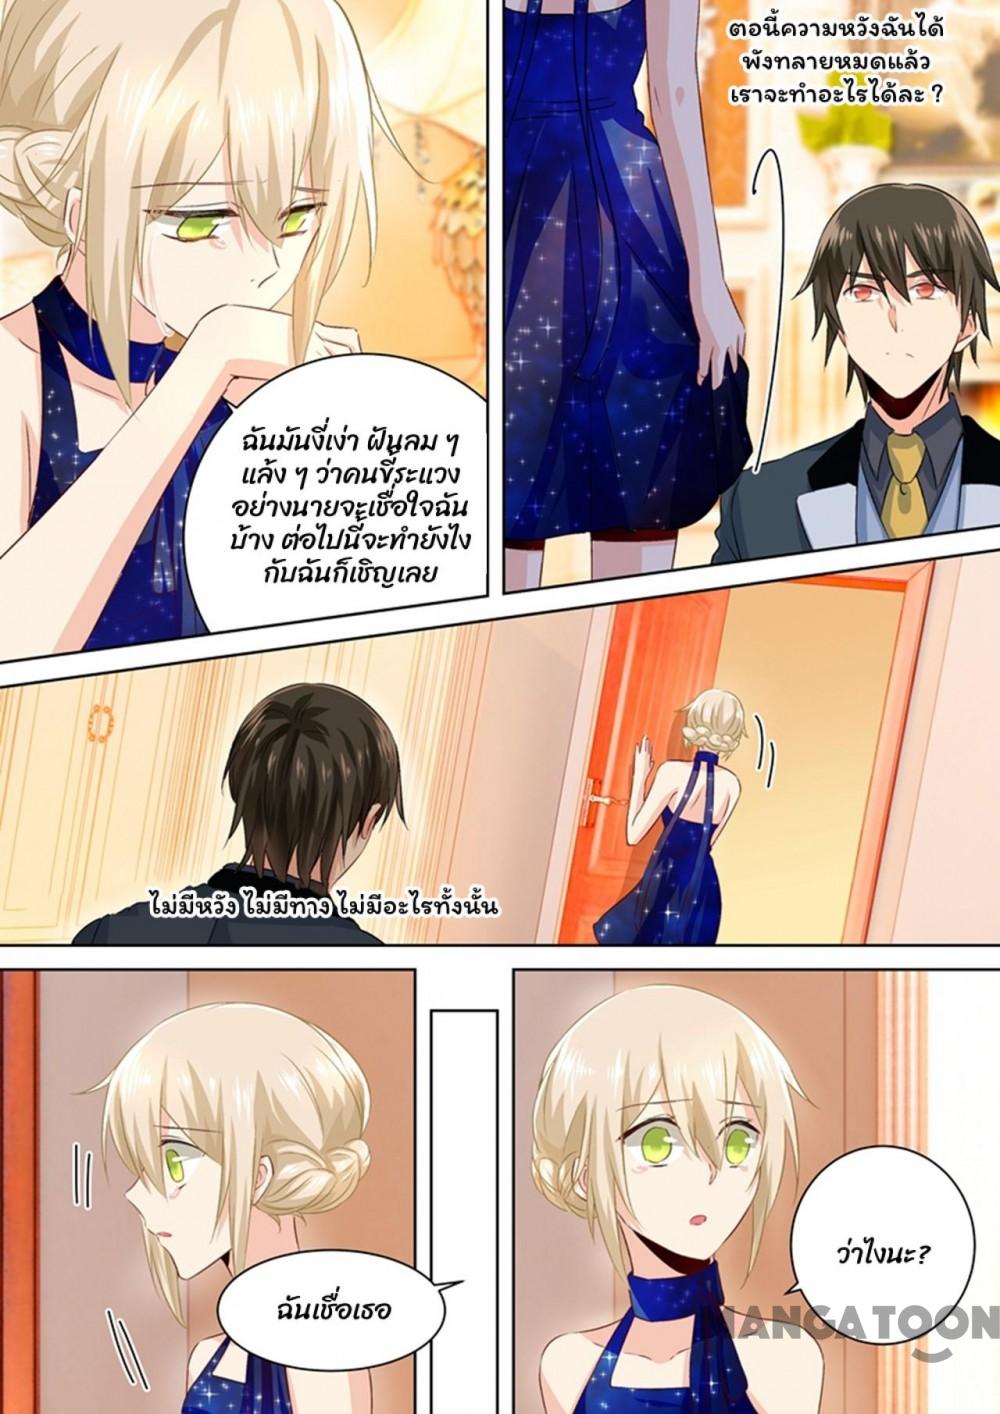 ตอนนี้ความหวังฉันได้
พังทลายหมดแล้ว
เราจะทำอะไรได้ละ ?
ฉันมันงี่เง่า ฝันลม ๆ
แล้ง ๆ ว่าคนขี้ระแวง
อย่างนายจะเชื่อใจฉัน
บ้าง ต่อไปนี้จะทำยังไง
กับฉันก็เชิญเลย
ไม่มีหวัง ไม่มีทาง ไม่มีอะไรทั้งนั้น
ฉันเชื่อเธอ
ว่าไงนะ?
MANGATOON